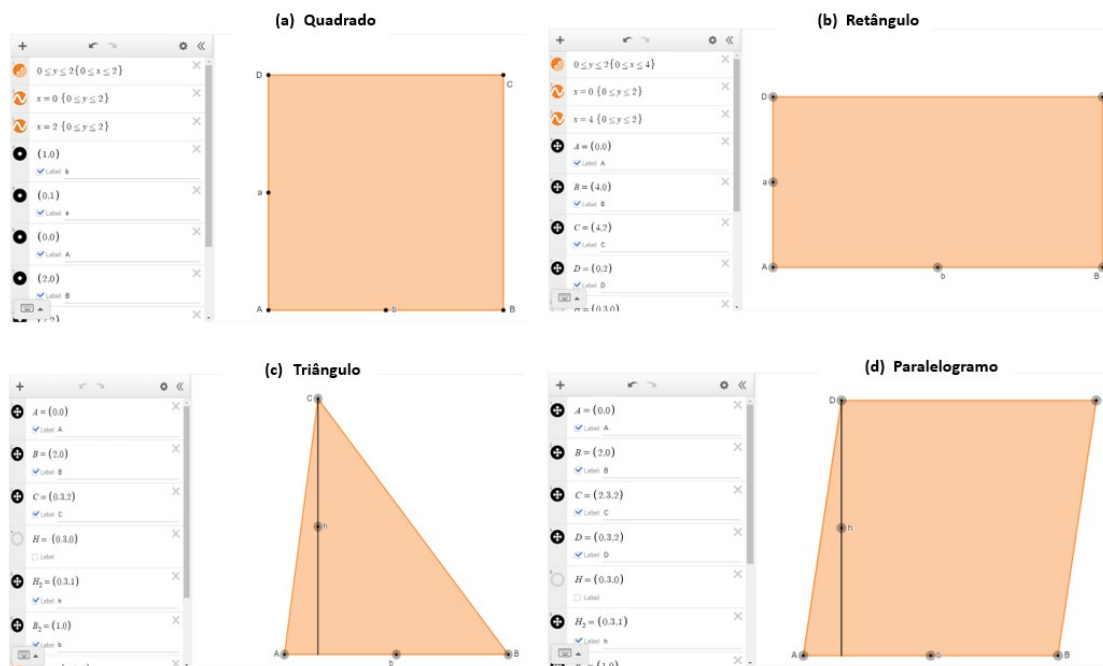 (a) Quadrado
0 ≤ y ≤ 2 {0 ≤ x ≤ 2}
x = 0 {0 ≤ y ≤ 2}
x = 2 {0 ≤ y ≤ 2}
(1,0)
Label b
(0,1)
Label a
(0,0)
Label A
(2,0)
Label B
D
C
a
A
b
B
(b) Retângulo
0 ≤ y ≤ 2 {0 ≤ x ≤ 4}
x = 0 {0 ≤ y ≤ 2}
x = 4 {0 ≤ y ≤ 2}
A = (0,0)
Label A
B = (4,0)
Label B
C = (4,2)
Label C
D = (0,2)
Label D
D
a
A
b
B
(c) Triângulo
A = (0,0)
Label A
B = (2,0)
Label B
C = (0.3,2)
Label C
H = (0.3,0)
Label
H₂ = (0.3,1)
Label h
B₂ = (1,0)
Label b
C
h
A
b
B
(d) Paralelogramo
A = (0,0)
Label A
B = (2,0)
Label B
C = (2.3,2)
Label C
D = (0.3,2)
Label D
H = (0.3,0)
Label
H₂ = (0.3,1)
Label h
D
h
A
b
B